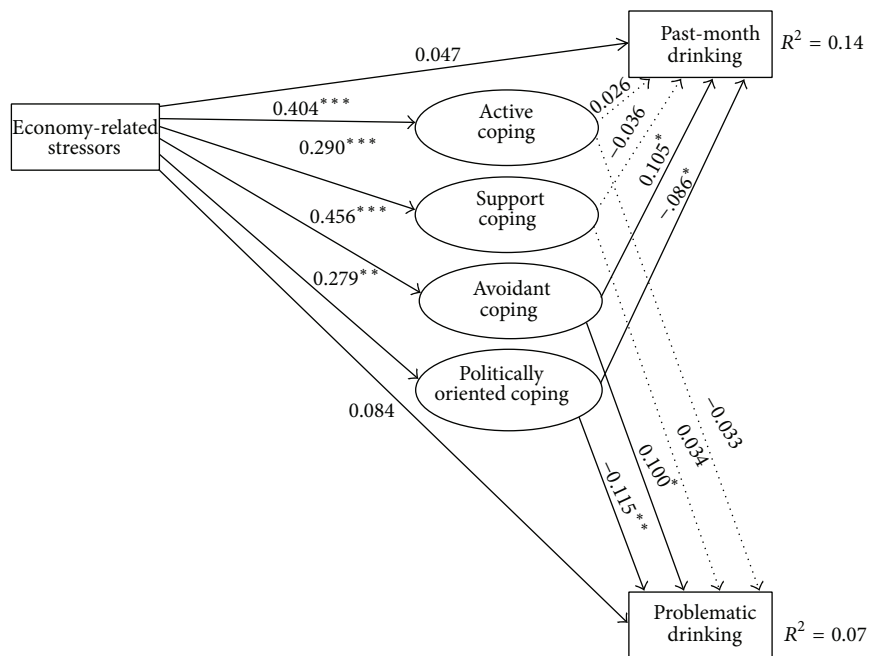 Past-month
drinking
R² = 0.14
0.047
Economy-related
stressors
0.404***
Active
coping
0.026
−0.036
0.290***
Support
coping
0.105*
−.086*
0.456***
Avoidant
coping
0.279**
Politically
oriented coping
0.084
−0.033
0.034
0.100*
−0.115**
Problematic
drinking
R² = 0.07